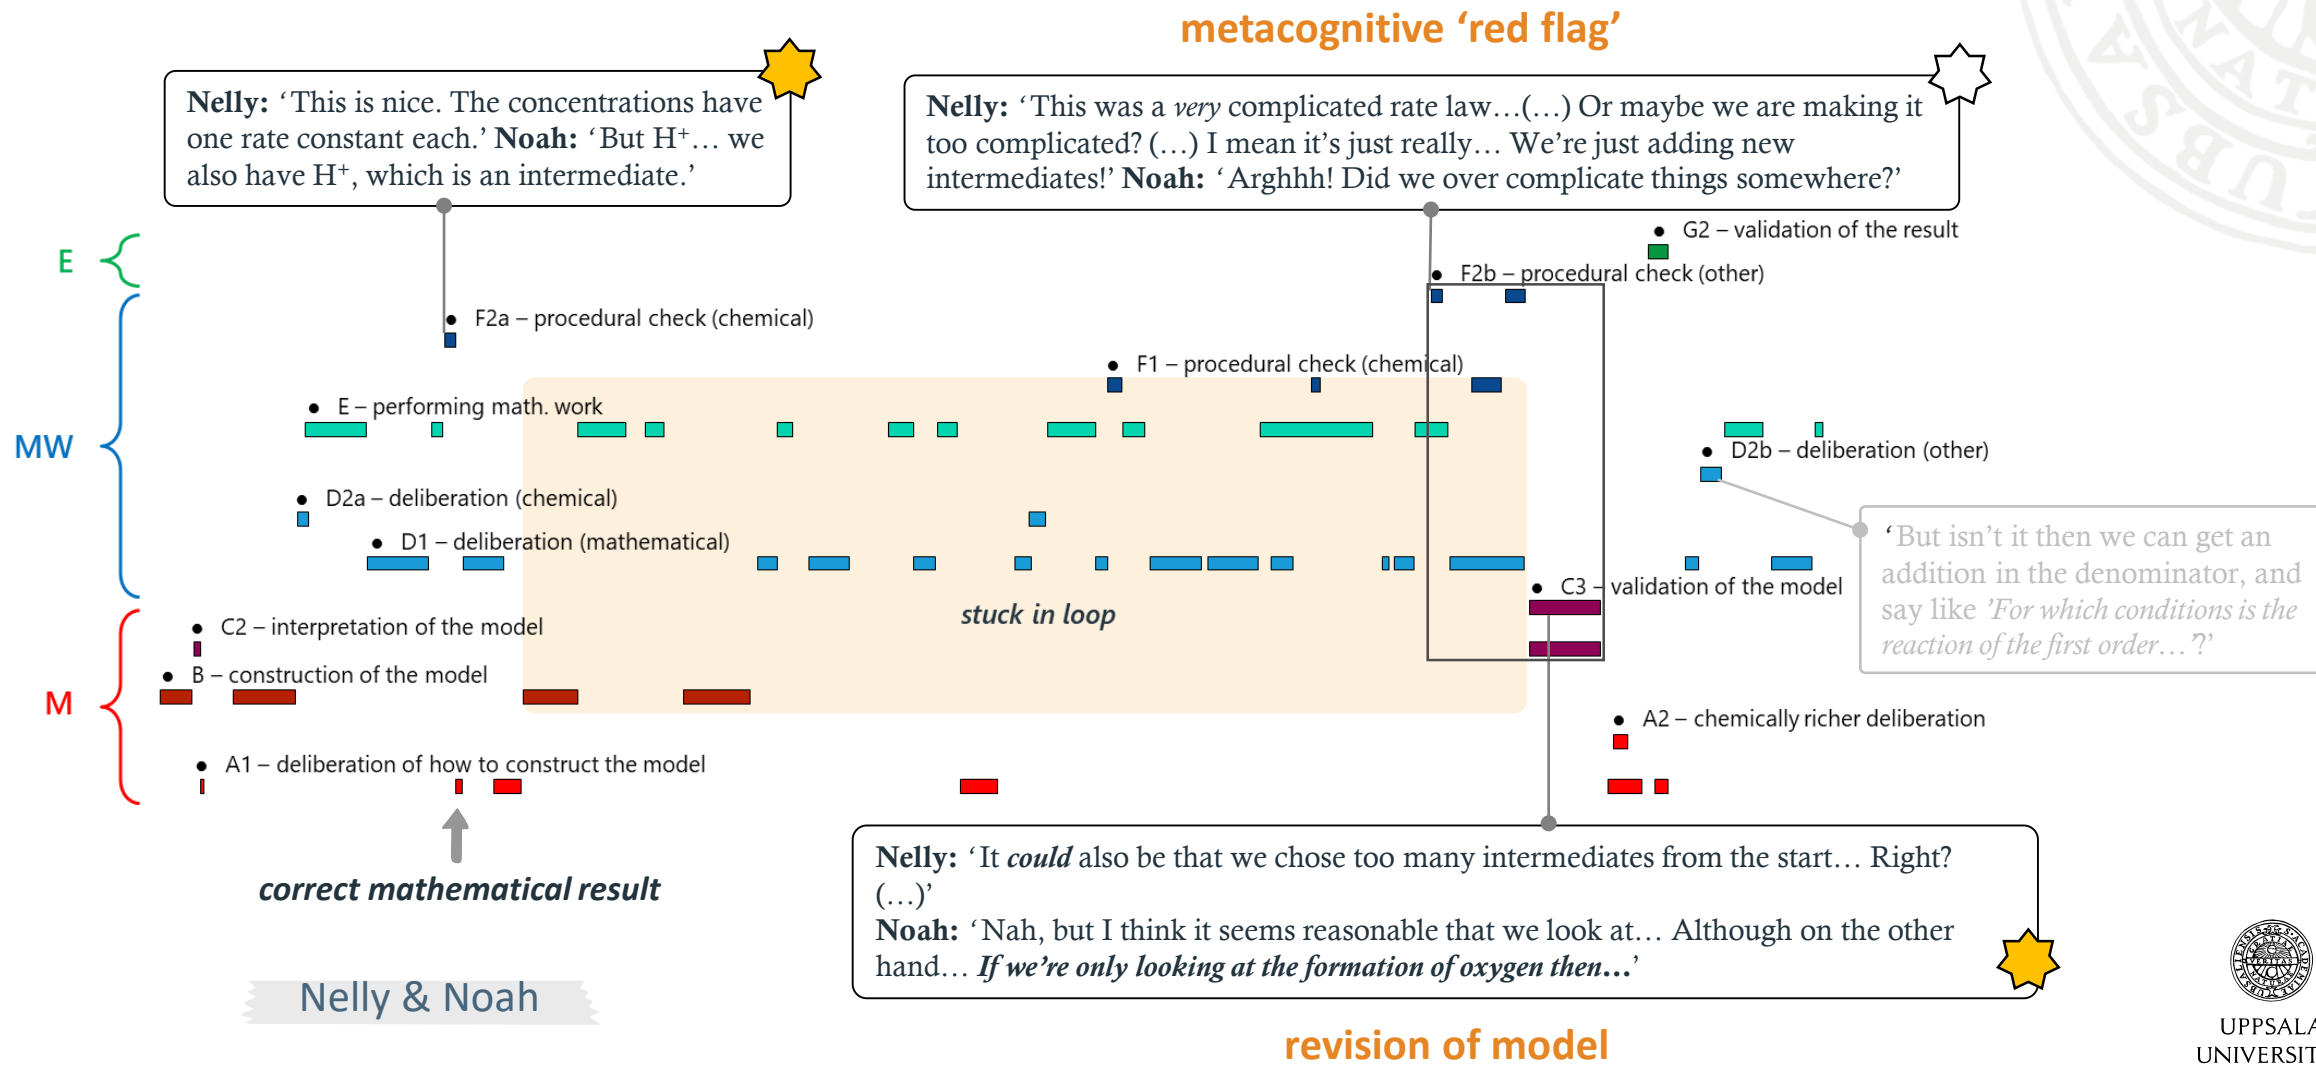 metacognitive ‘red flag’
Nelly: ‘This is nice. The concentrations have
one rate constant each.’ Noah: ‘But H⁺… we
also have H⁺, which is an intermediate.’
Nelly: ‘This was a very complicated rate law…(…) Or maybe we are making it
too complicated? (…) I mean it’s just really… We’re just adding new
intermediates!’ Noah: ‘Arghhh! Did we over complicate things somewhere?’
E
G2 – validation of the result
F2b – procedural check (other)
F2a – procedural check (chemical)
F1 – procedural check (chemical)
E – performing math. work
MW
D2b – deliberation (other)
D2a – deliberation (chemical)
D1 – deliberation (mathematical)
‘But isn’t it then we can get an
addition in the denominator, and
say like ’For which conditions is the
reaction of the first order…’?’
C3 – validation of the model
stuck in loop
C2 – interpretation of the model
B – construction of the model
M
A2 – chemically richer deliberation
A1 – deliberation of how to construct the model
correct mathematical result
Nelly: ‘It could also be that we chose too many intermediates from the start… Right?
(…)’
Noah: ‘Nah, but I think it seems reasonable that we look at… Although on the other
hand… If we’re only looking at the formation of oxygen then…’
Nelly & Noah
revision of model
UPPSALA
UNIVERSIT